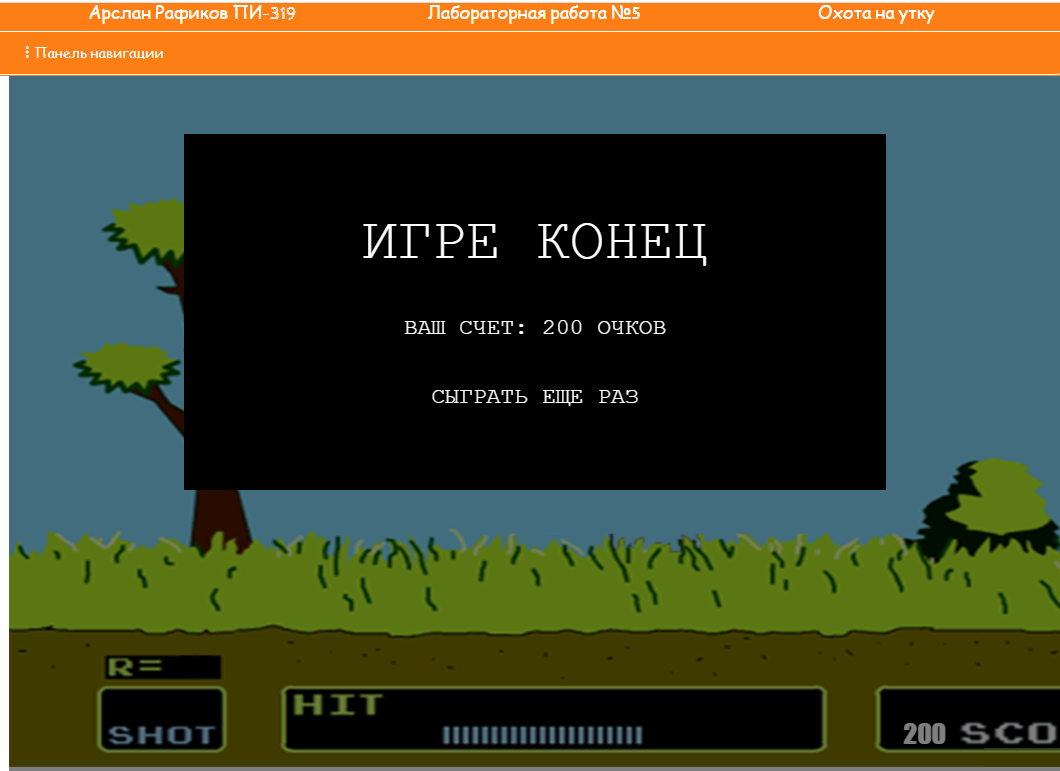 Арслан Рафиков ПИ-319 Лабораторная работа №5 Охота на утку
⋮ Панель навигации
ИГРЕ КОНЕЦ
ВАШ СЧЕТ: 200 ОЧКОВ
СЫГРАТЬ ЕЩЕ РАЗ
R=
HIT
SHOT
200 SCO